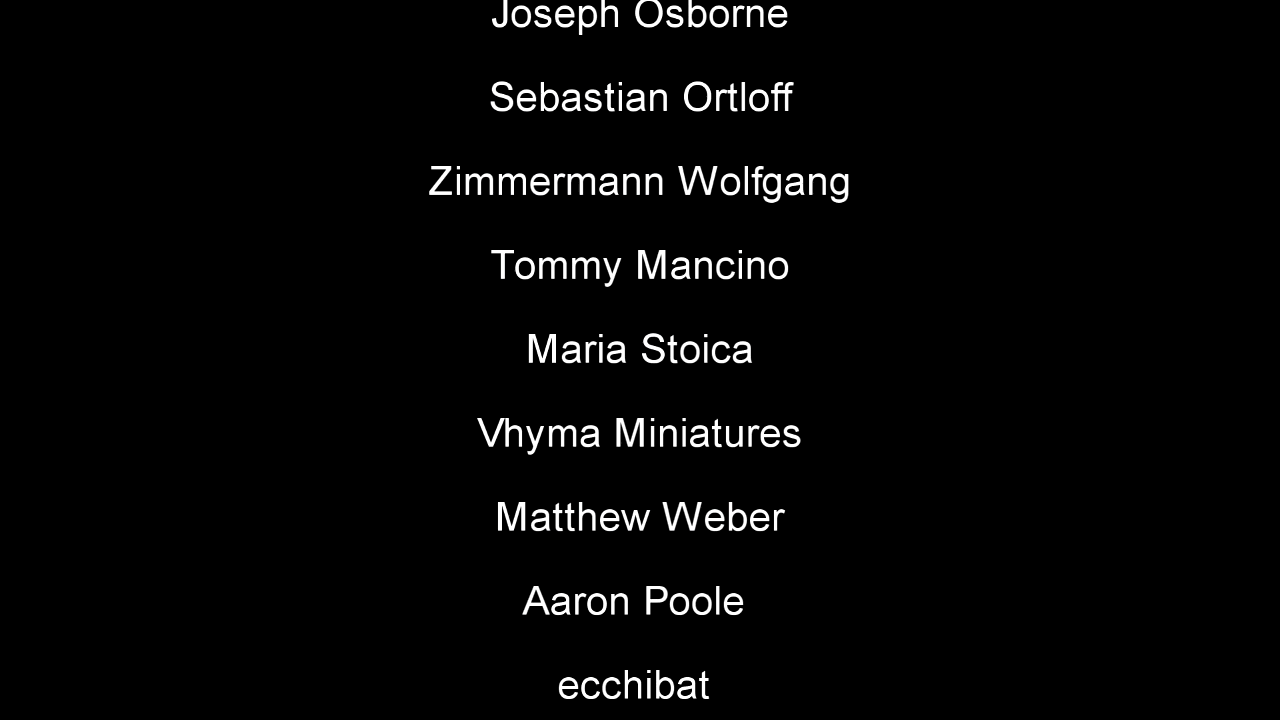 Joseph Osborne
Sebastian Ortloff
Zimmermann Wolfgang
Tommy Mancino
Maria Stoica
Vhyma Miniatures
Matthew Weber
Aaron Poole
ecchibat